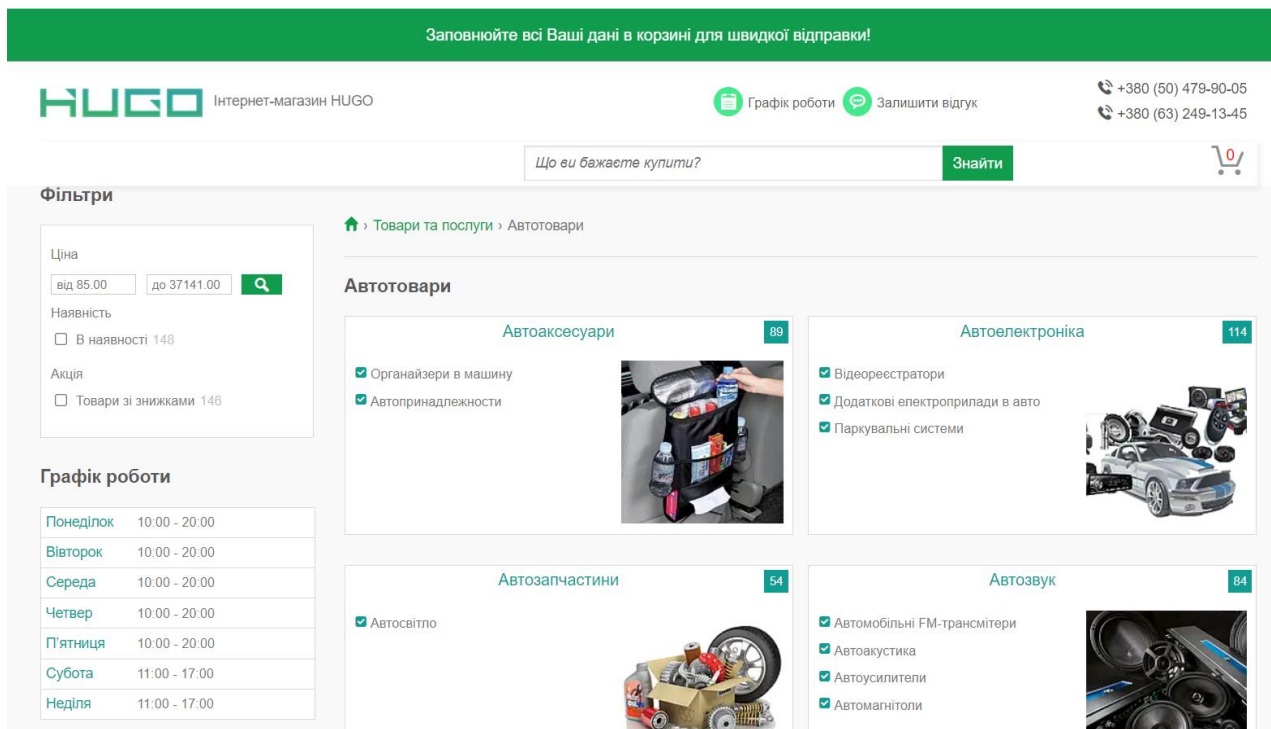 Заповнюйте всі Ваші дані в корзині для швидкої відправки!
HUGO Інтернет-магазин HUGO
Графік роботи
Залишити відгук
+380 (50) 479-90-05
+380 (63) 249-13-45
Що ви бажаєте купити?
Знайти
0
Фільтри
Ціна
від 85.00 до 37141.00
Наявність
В наявності 148
Акція
Товари зі знижками 146
Графік роботи
Понеділок 10:00 - 20:00
Вівторок 10:00 - 20:00
Середа 10:00 - 20:00
Четвер 10:00 - 20:00
П'ятниця 10:00 - 20:00
Субота 11:00 - 17:00
Неділя 11:00 - 17:00
› Товари та послуги › Автотовари
Автотовари
Автоаксесуари 89
Органайзери в машину
Автопринадлежности
Автоелектроніка 114
Відеореєстратори
Додаткові електроприлади в авто
Паркувальні системи
Автозапчастини 54
Автосвітло
Автозвук 84
Автомобільні FM-трансмітери
Автоакустика
Автоусилители
Автомагнітоли